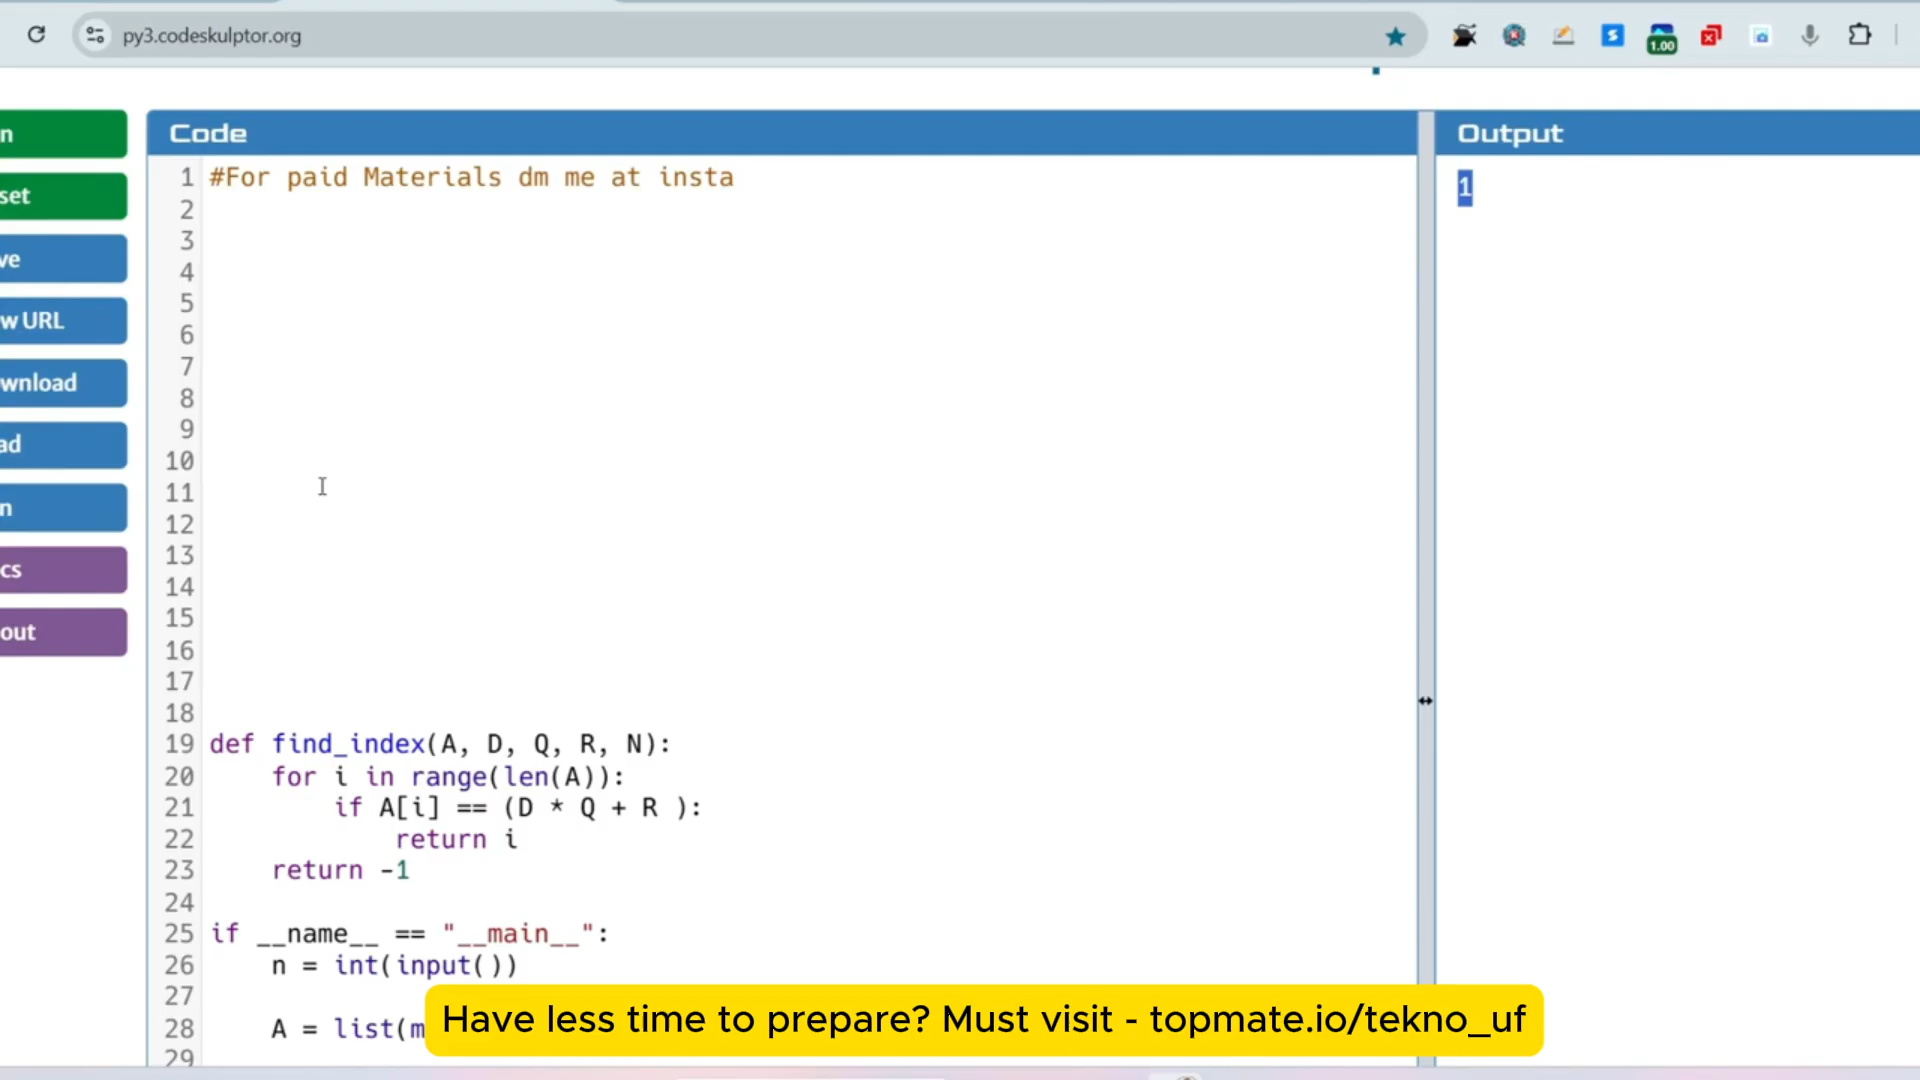 py3.codeskulptor.org
1.00
n
set
ve
w URL
wnload
ad
n
cs
out
Code
1 #For paid Materials dm me at insta
2
3
4
5
6
7
8
9
10
11
12
13
14
15
16
17
18
19 def find_index(A, D, Q, R, N):
20 for i in range(len(A)):
21 if A[i] == (D * Q + R ):
22 return i
23 return -1
24
25 if __name__ == "__main__":
26 n = int(input())
27
28 A = list(m
29
Output
1
Have less time to prepare? Must visit - topmate.io/tekno_uf